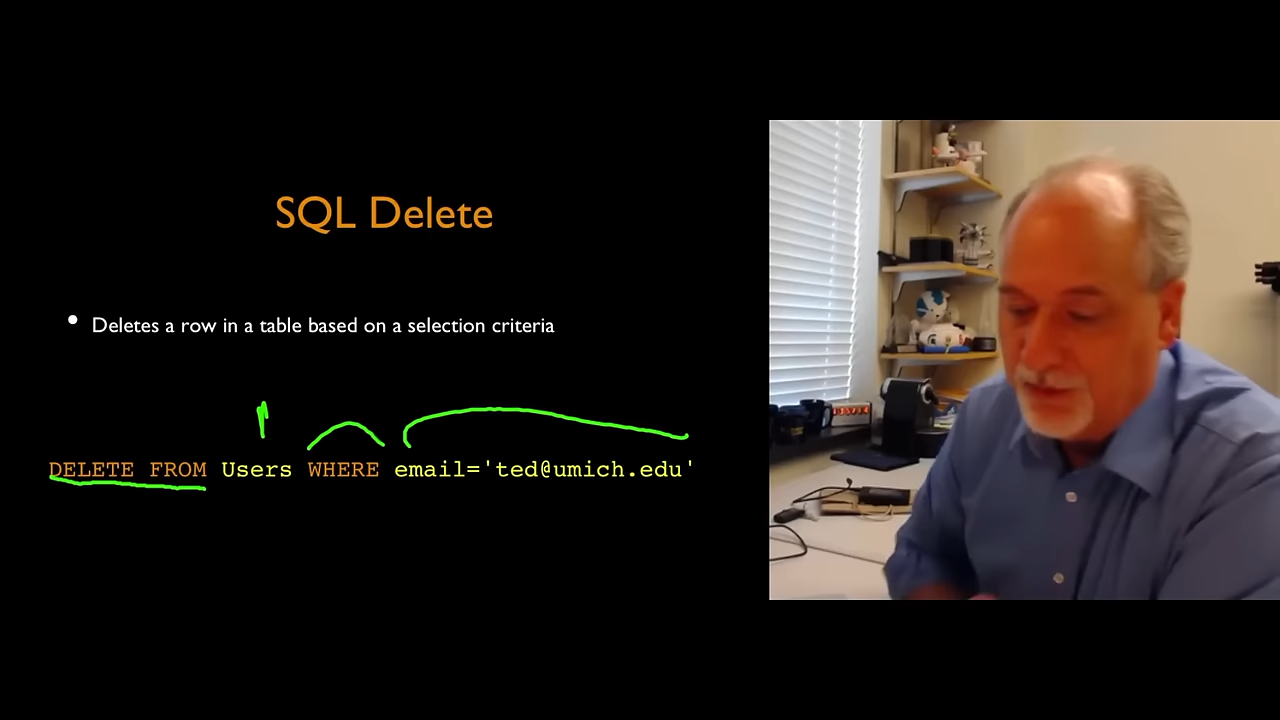 SQL Delete
• Deletes a row in a table based on a selection criteria
DELETE FROM Users WHERE email='ted@umich.edu'